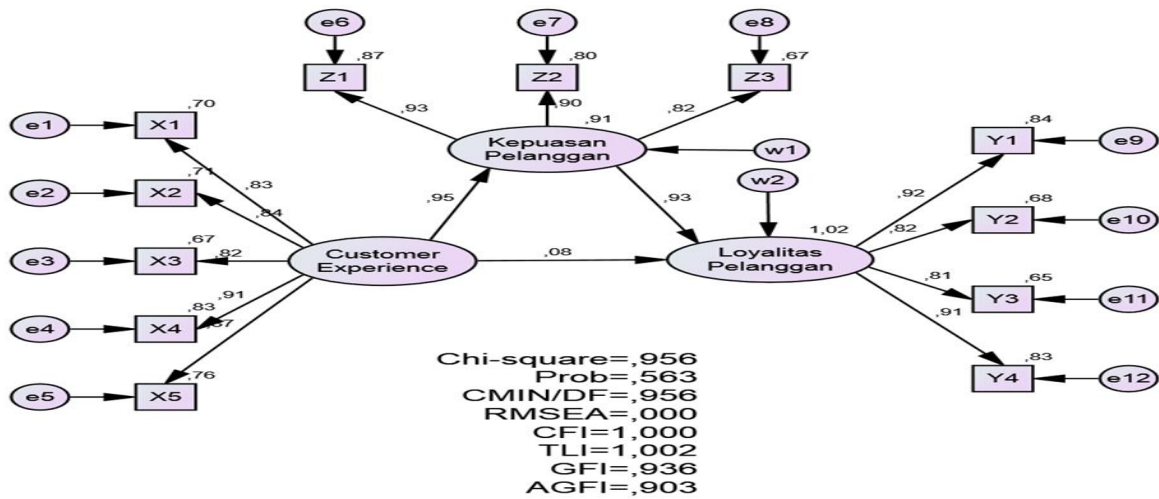 e6
e7
e8
,87
,80
,67
Z1
Z2
Z3
,93
,90
,82
,91
Kepuasan
Pelanggan
w1
w2
e1
X1
,70
e2
X2
,71
e3
X3
,67
e4
X4
,83
e5
X5
,76
,83
,84
,82
,91
,87
Customer
Experience
,95
,93
,08
1,02
Loyalitas
Pelanggan
,92
,82
,81
,91
Y1
,84
e9
Y2
,68
e10
Y3
,65
e11
Y4
,83
e12
Chi-square=,956
Prob=,563
CMIN/DF=,956
RMSEA=,000
CFI=1,000
TLI=1,002
GFI=,936
AGFI=,903